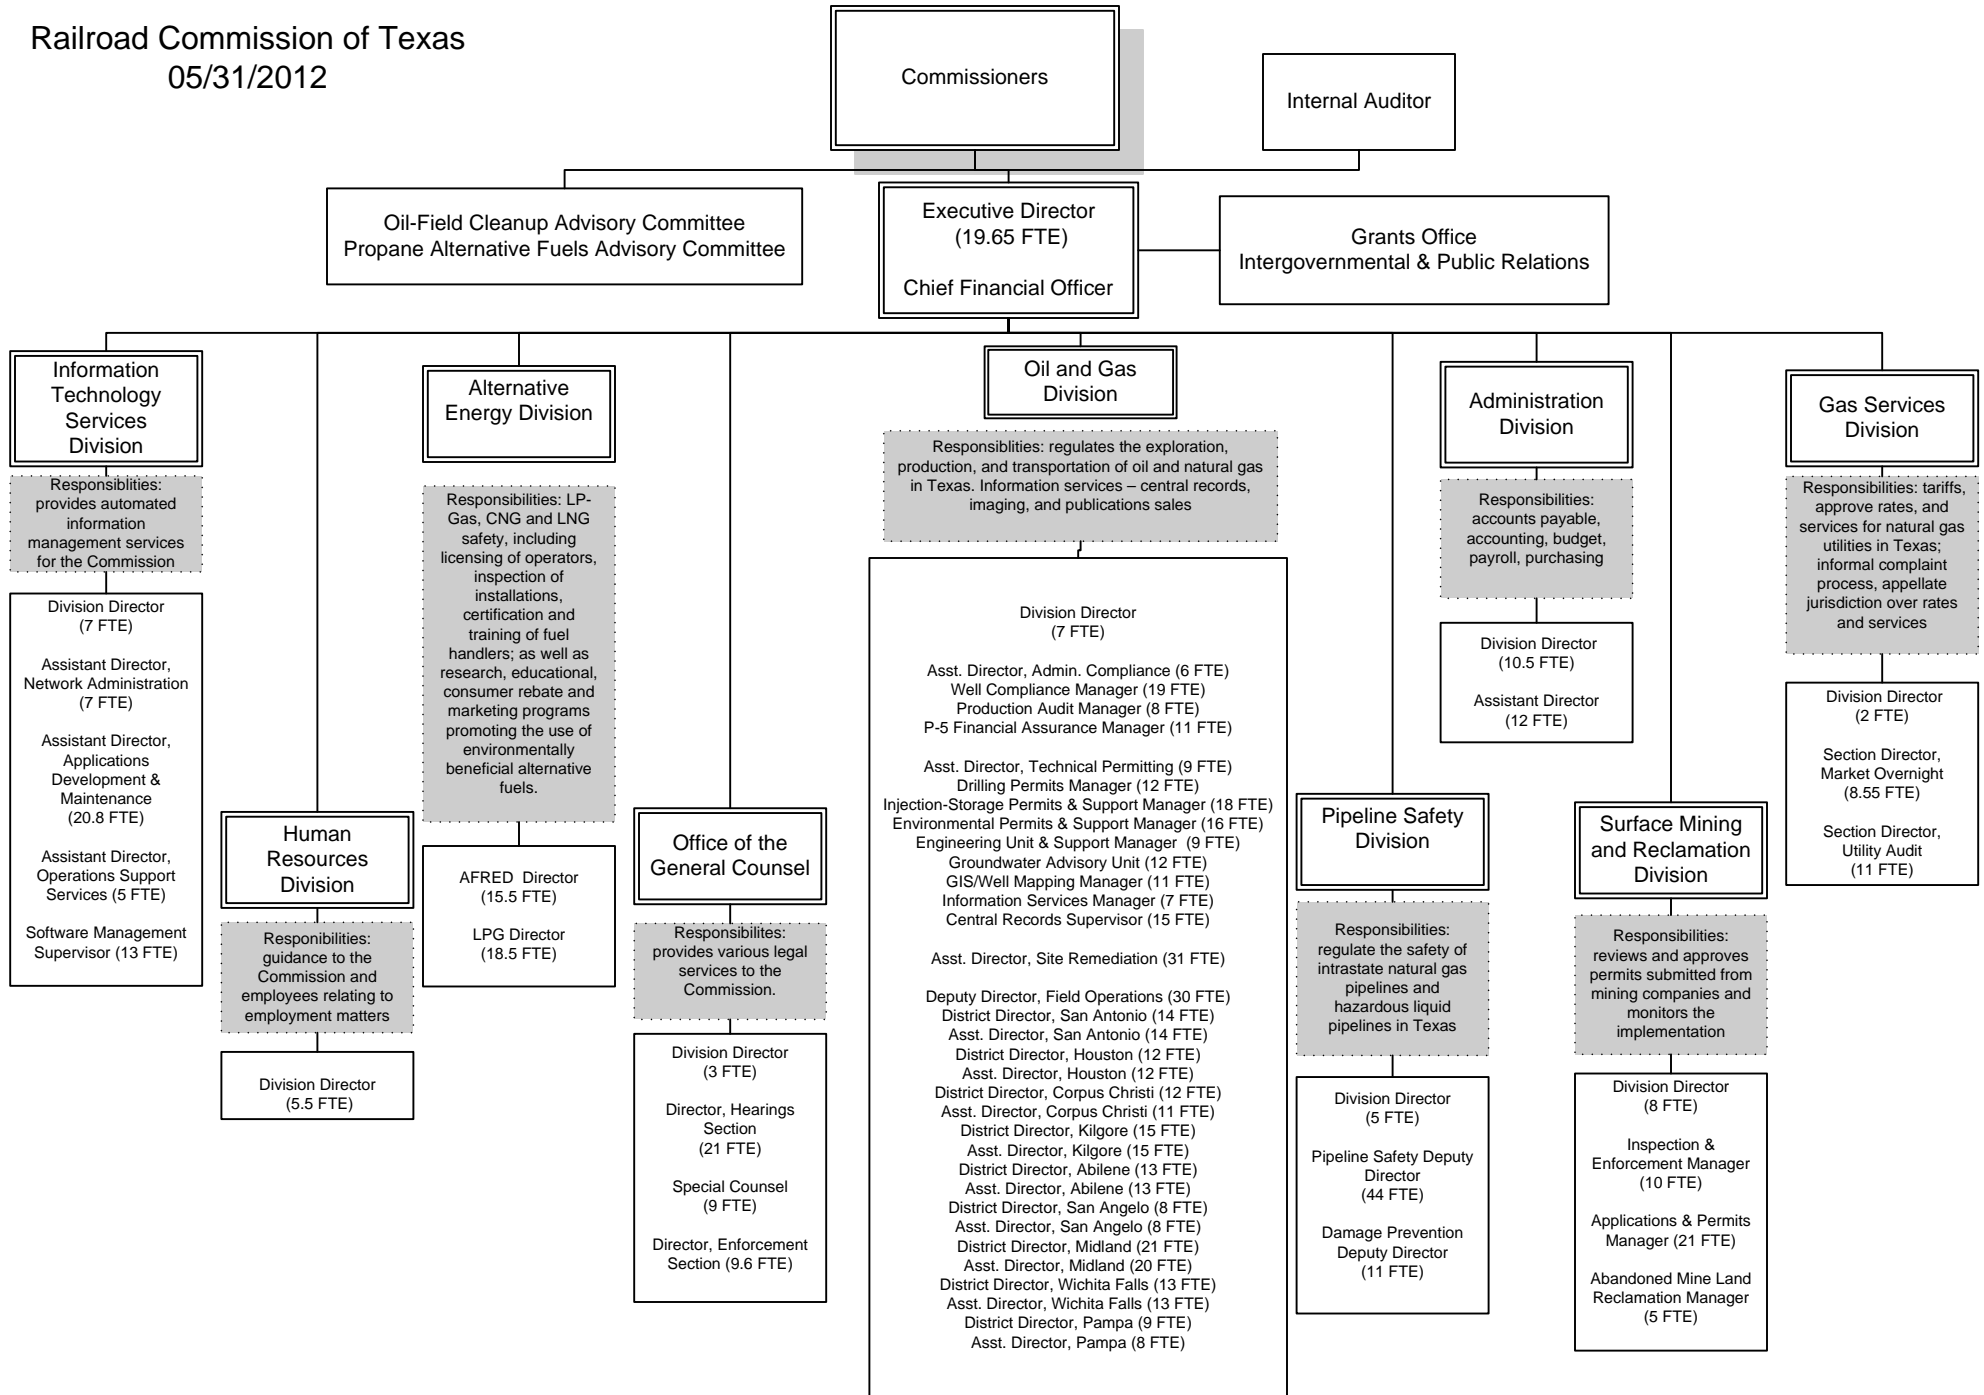 Railroad Commission of Texas
05/31/2012
Commissioners
Internal Auditor
Oil-Field Cleanup Advisory Committee
Propane Alternative Fuels Advisory Committee
Executive Director
(19.65 FTE)
Chief Financial Officer
Grants Office
Intergovernmental & Public Relations
Information
Technology
Services
Division
Responsiblities:
provides automated
information
management services
for the Commission
Division Director
(7 FTE)
Assistant Director,
Network Administration
(7 FTE)
Assistant Director,
Applications
Development &
Maintenance
(20.8 FTE)
Assistant Director,
Operations Support
Services (5 FTE)
Software Management
Supervisor (13 FTE)
Human
Resources
Division
Responibilities:
guidance to the
Commission and
employees relating to
employment matters
Division Director
(5.5 FTE)
Alternative
Energy Division
Responsibilities: LP-
Gas, CNG and LNG
safety, including
licensing of operators,
inspection of
installations,
certification and
training of fuel
handlers; as well as
research, educational,
consumer rebate and
marketing programs
promoting the use of
environmentally
beneficial alternative
fuels.
AFRED  Director
(15.5 FTE)
LPG Director
(18.5 FTE)
Office of the
General Counsel
Responsibilites:
provides various legal
services to the
Commission.
Division Director
(3 FTE)
Director, Hearings
Section
(21 FTE)
Special Counsel
(9 FTE)
Director, Enforcement
Section (9.6 FTE)
Oil and Gas
Division
Responsiblities: regulates the exploration,
production, and transportation of oil and natural gas
in Texas. Information services – central records,
imaging, and publications sales
Division Director
(7 FTE)
Asst. Director, Admin. Compliance (6 FTE)
Well Compliance Manager (19 FTE)
Production Audit Manager (8 FTE)
P-5 Financial Assurance Manager (11 FTE)
Asst. Director, Technical Permitting (9 FTE)
Drilling Permits Manager (12 FTE)
Injection-Storage Permits & Support Manager (18 FTE)
Environmental Permits & Support Manager (16 FTE)
Engineering Unit & Support Manager  (9 FTE)
Groundwater Advisory Unit (12 FTE)
GIS/Well Mapping Manager (11 FTE)
Information Services Manager (7 FTE)
Central Records Supervisor (15 FTE)
Asst. Director, Site Remediation (31 FTE)
Deputy Director, Field Operations (30 FTE)
District Director, San Antonio (14 FTE)
Asst. Director, San Antonio (14 FTE)
District Director, Houston (12 FTE)
Asst. Director, Houston (12 FTE)
District Director, Corpus Christi (12 FTE)
Asst. Director, Corpus Christi (11 FTE)
District Director, Kilgore (15 FTE)
Asst. Director, Kilgore (15 FTE)
District Director, Abilene (13 FTE)
Asst. Director, Abilene (13 FTE)
District Director, San Angelo (8 FTE)
Asst. Director, San Angelo (8 FTE)
District Director, Midland (21 FTE)
Asst. Director, Midland (20 FTE)
District Director, Wichita Falls (13 FTE)
Asst. Director, Wichita Falls (13 FTE)
District Director, Pampa (9 FTE)
Asst. Director, Pampa (8 FTE)
Pipeline Safety
Division
Responsibilities:
regulate the safety of
intrastate natural gas
pipelines and
hazardous liquid
pipelines in Texas
Division Director
(5 FTE)
Pipeline Safety Deputy
Director
(44 FTE)
Damage Prevention
Deputy Director
(11 FTE)
Administration
Division
Responsibilities:
accounts payable,
accounting, budget,
payroll, purchasing
Division Director
(10.5 FTE)
Assistant Director
(12 FTE)
Surface Mining
and Reclamation
Division
Responsibilities:
reviews and approves
permits submitted from
mining companies and
monitors the
implementation
Division Director
(8 FTE)
Inspection &
Enforcement Manager
(10 FTE)
Applications & Permits
Manager (21 FTE)
Abandoned Mine Land
Reclamation Manager
(5 FTE)
Gas Services
Division
Responsibilities: tariffs,
approve rates, and
services for natural gas
utilities in Texas;
informal complaint
process, appellate
jurisdiction over rates
and services
Division Director
(2 FTE)
Section Director,
Market Overnight
(8.55 FTE)
Section Director,
Utility Audit
(11 FTE)